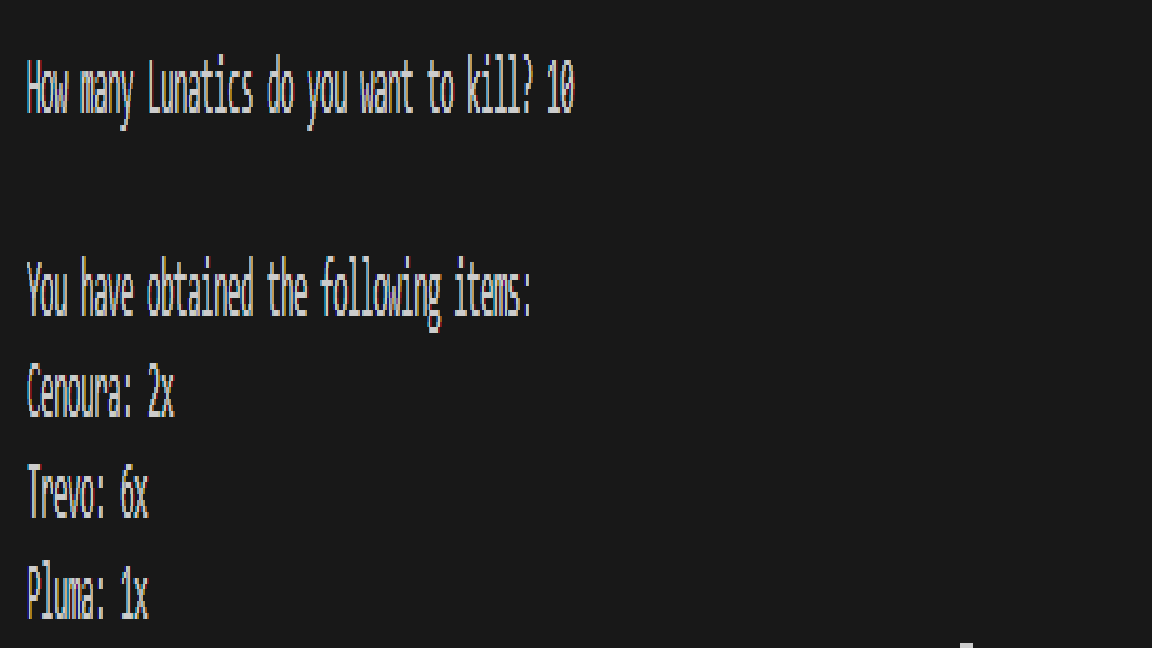 How many Lunatics do you want to kill? 10
You have obtained the following items:
Cenoura: 2x
Trevo: 6x
Pluma: 1x